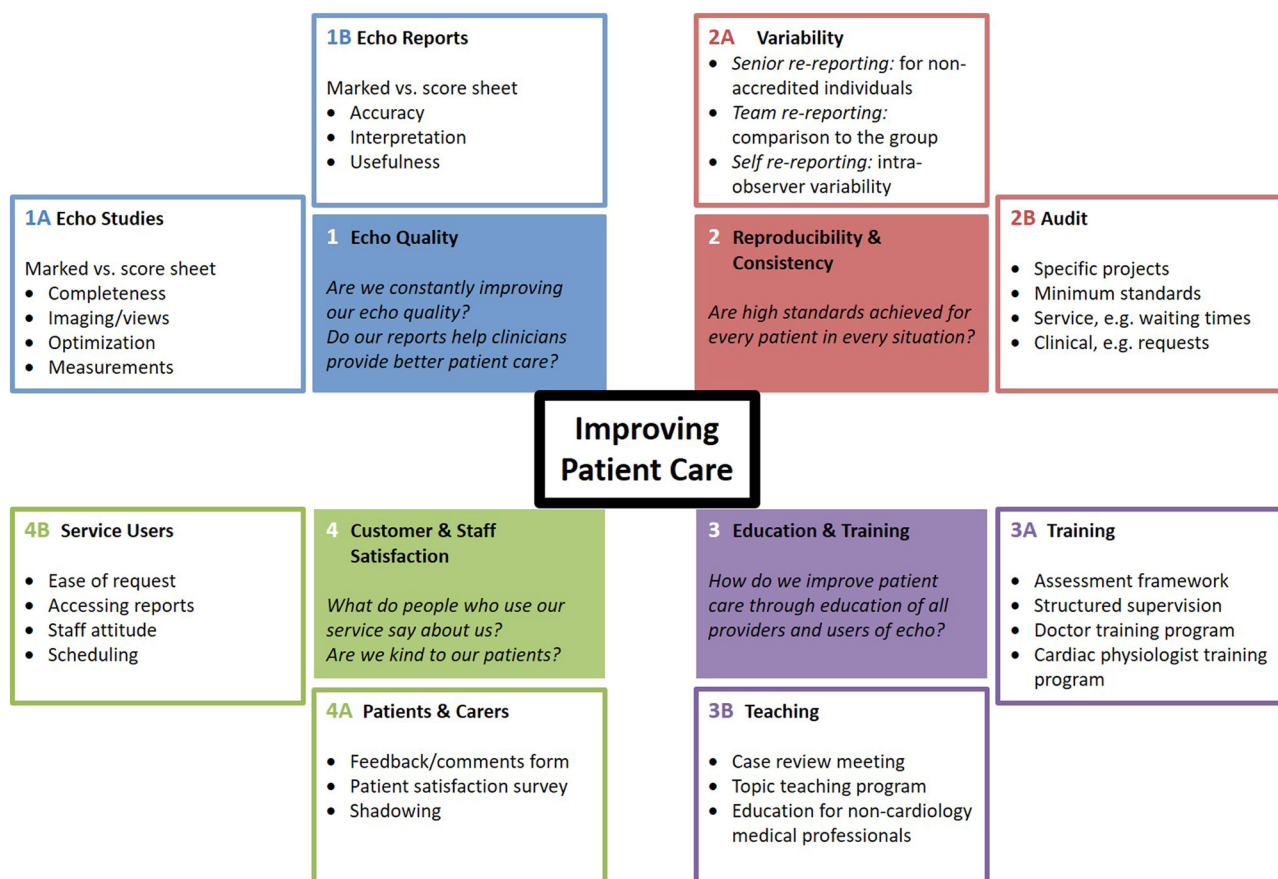 1B Echo Reports
Marked vs. score sheet
• Accuracy
• Interpretation
• Usefulness
2A Variability
• Senior re-reporting: for non-
accredited individuals
• Team re-reporting:
comparison to the group
• Self re-reporting: intra-
observer variability
1A Echo Studies
Marked vs. score sheet
• Completeness
• Imaging/views
• Optimization
• Measurements
1 Echo Quality
Are we constantly improving
our echo quality?
Do our reports help clinicians
provide better patient care?
2 Reproducibility &
Consistency
Are high standards achieved for
every patient in every situation?
2B Audit
• Specific projects
• Minimum standards
• Service, e.g. waiting times
• Clinical, e.g. requests
Improving
Patient Care
4B Service Users
• Ease of request
• Accessing reports
• Staff attitude
• Scheduling
4 Customer & Staff
Satisfaction
What do people who use our
service say about us?
Are we kind to our patients?
3 Education & Training
How do we improve patient
care through education of all
providers and users of echo?
3A Training
• Assessment framework
• Structured supervision
• Doctor training program
• Cardiac physiologist training
program
4A Patients & Carers
• Feedback/comments form
• Patient satisfaction survey
• Shadowing
3B Teaching
• Case review meeting
• Topic teaching program
• Education for non-cardiology
medical professionals